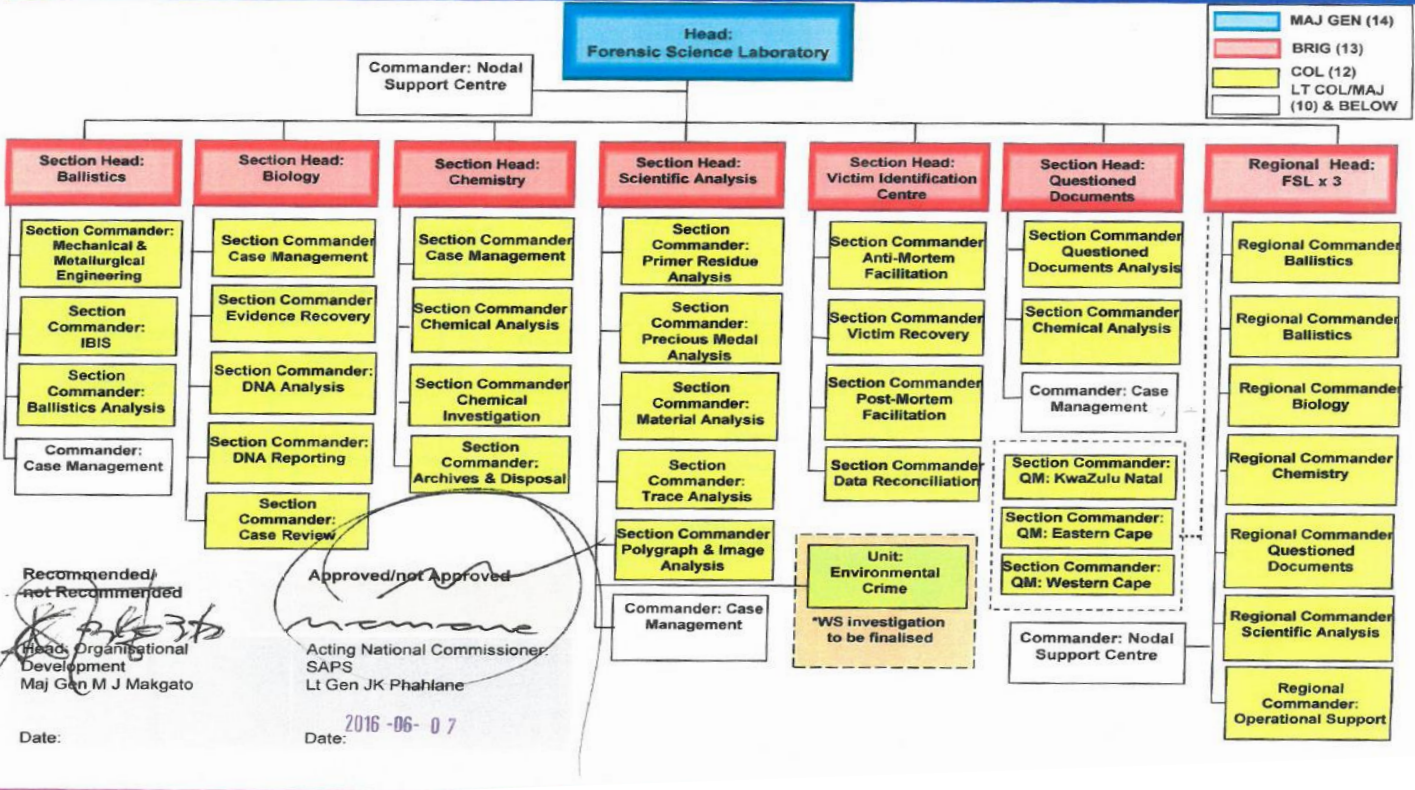 Head:
Forensic Science Laboratory
Commander: Nodal
Support Centre
MAJ GEN (14)
BRIG (13)
COL (12)
LT COL/MAJ
(10) & BELOW
Section Head:
Ballistics
Section Commander:
Mechanical &
Metallurgical
Engineering
Section
Commander:
IBIS
Section
Commander:
Ballistics Analysis
Commander:
Case Management
Section Head:
Biology
Section Commander
Case Management
Section Commander
Evidence Recovery
Section Commander:
DNA Analysis
Section Commander:
DNA Reporting
Section
Commander:
Case Review
Section Head:
Chemistry
Section Commander
Case Management
Section Commander
Chemical Analysis
Section Commander
Chemical
Investigation
Section
Commander:
Archives & Disposal
Section Head:
Scientific Analysis
Section
Commander:
Primer Residue
Analysis
Section
Commander:
Precious Medal
Analysis
Section
Commander:
Material Analysis
Section
Commander:
Trace Analysis
Section Commander
Polygraph & Image
Analysis
Commander: Case
Management
Section Head:
Victim Identification
Centre
Section Commander
Anti-Mortem
Facilitation
Section Commander
Victim Recovery
Section Commander
Post-Mortem
Facilitation
Section Commander
Data Reconciliation
Unit:
Environmental
Crime
*WS investigation
to be finalised
Section Head:
Questioned
Documents
Section Commander
Questioned
Documents Analysis
Section Commander
Chemical Analysis
Commander: Case
Management
Section Commander:
QM: KwaZulu Natal
Section Commander:
QM: Eastern Cape
Section Commander:
QM: Western Cape
Commander: Nodal
Support Centre
Regional Head:
FSL x 3
Regional Commander
Ballistics
Regional Commander
Ballistics
Regional Commander
Biology
Regional Commander
Chemistry
Regional Commander
Questioned
Documents
Regional Commander
Scientific Analysis
Regional
Commander:
Operational Support
Recommended/
not Recommended
Head: Organisational
Development
Maj Gen M J Makgato
Date:
Approved/not Approved
Acting National Commissioner:
SAPS
Lt Gen JK Phahlane
Date: 2016-06-07